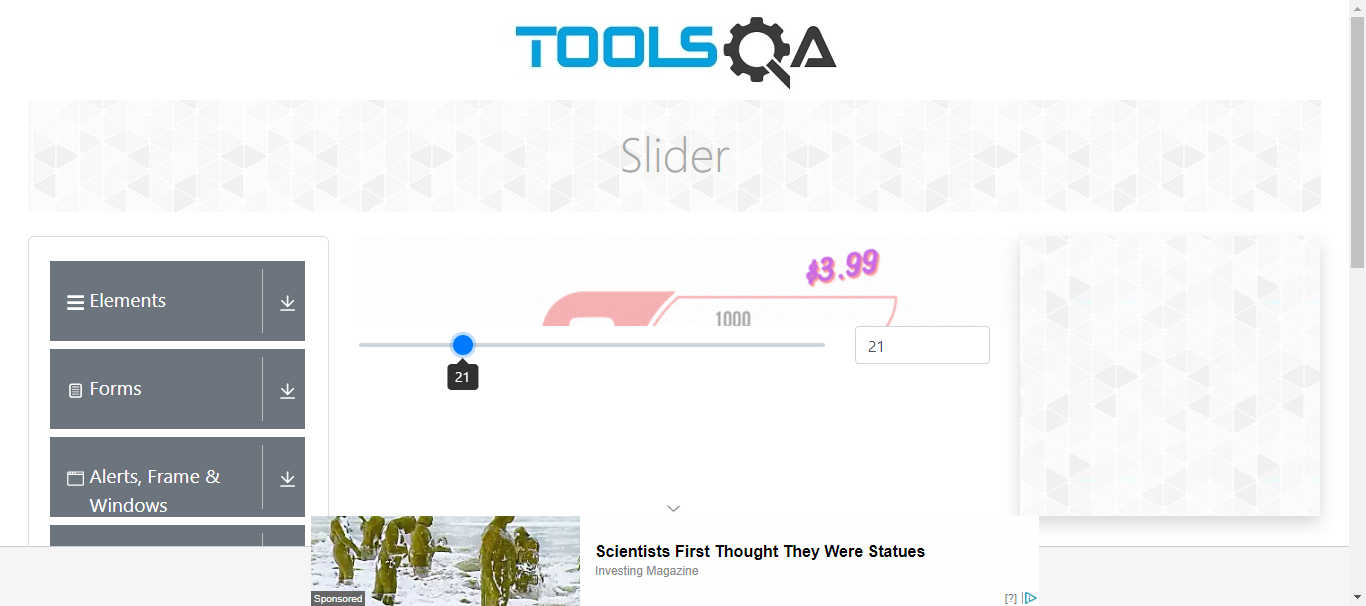 TOOLSQA
Slider
$3.99
1000
Elements
21
21
Forms
Alerts, Frame &
Windows
Scientists First Thought They Were Statues
Investing Magazine
Sponsored
[?]